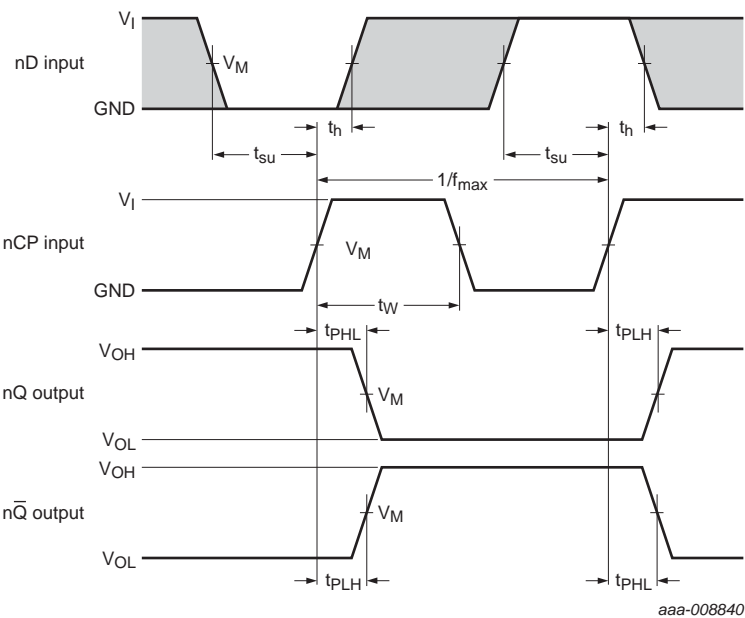 V_I
nD input
V_M
GND
t_h
t_h
t_su
t_su
1/f_max
V_I
nCP input
V_M
GND
t_W
t_PHL
t_PLH
V_OH
nQ output
V_M
V_OL
V_OH
nQ̅ output
V_M
V_OL
t_PLH
t_PHL
aaa-008840